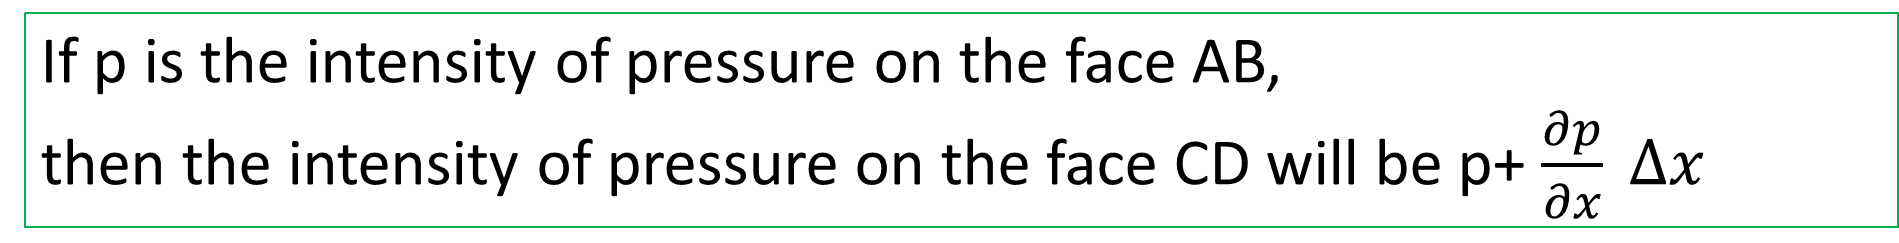 If p is the intensity of pressure on the face AB,
then the intensity of pressure on the face CD will be p+ ∂p/∂x Δx